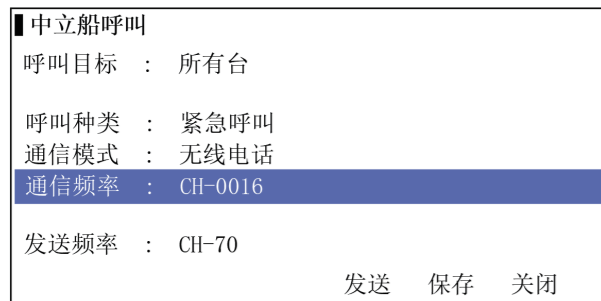 中立船呼叫
呼叫目标 : 所有台
呼叫种类 : 紧急呼叫
通信模式 : 无线电话
通信频率 : CH-0016
发送频率 : CH-70
发送 保存 关闭